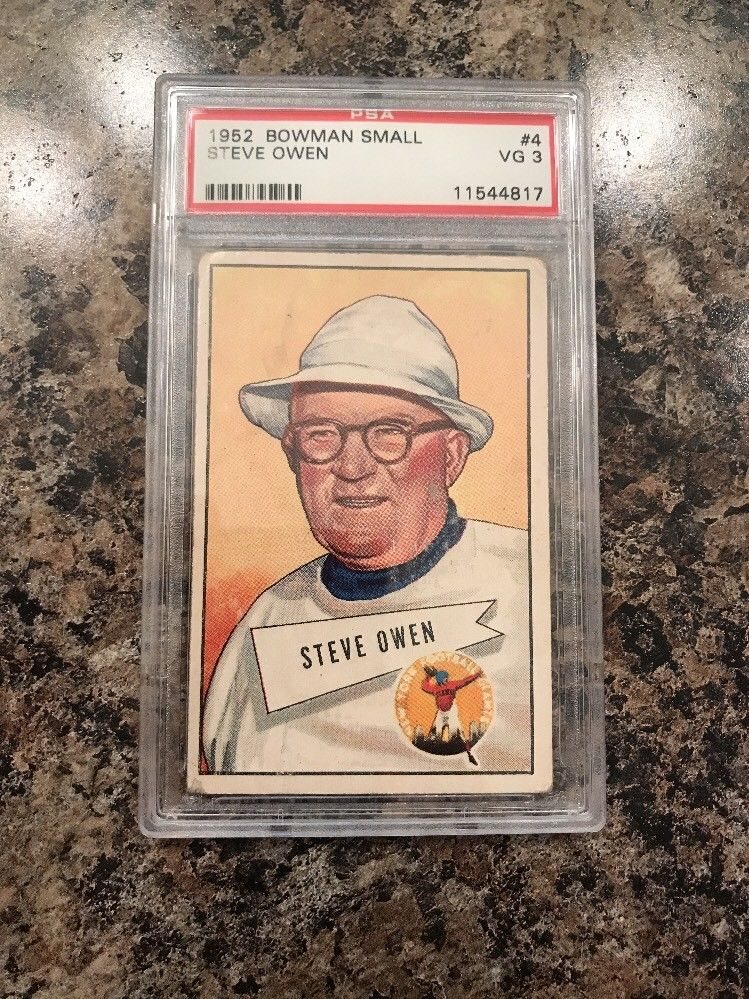 PSA
1952 BOWMAN SMALL #4
STEVE OWEN VG 3
11544817
STEVE OWEN